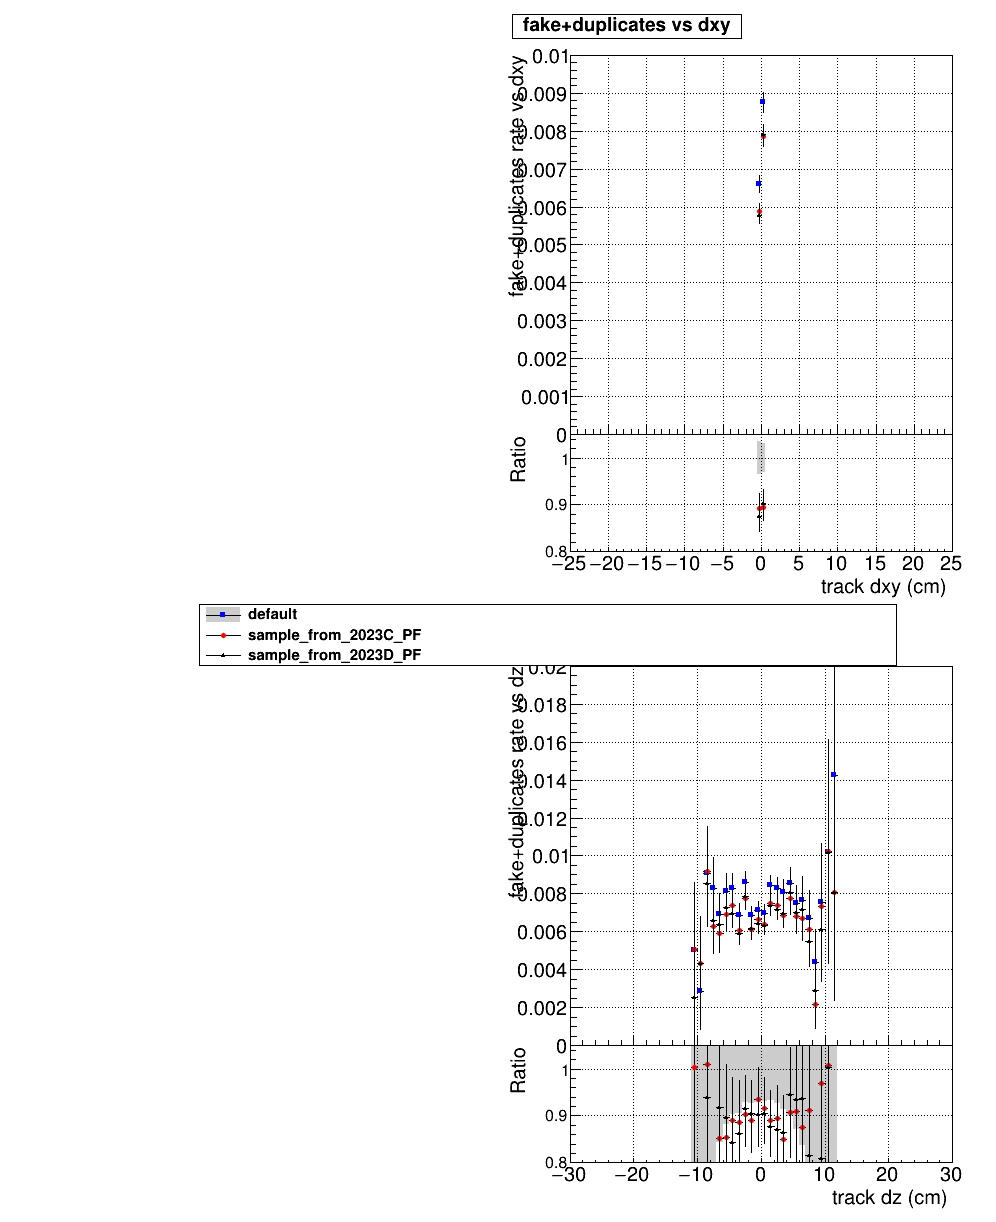 fake+duplicates vs dxy
fake+duplicates rate vs dxy
0.01
0.009
0.008
0.007
0.006
0.005
0.004
0.003
0.002
0.001
0
Ratio
1
0.9
0.8
−25 −20 −15 −10 −5 0 5 10 15 20 25
track dxy (cm)
default
sample_from_2023C_PF
sample_from_2023D_PF
fake+duplicates rate vs dz
0.02
0.018
0.016
0.014
0.012
0.01
0.008
0.006
0.004
0.002
0
Ratio
1
0.9
0.8
−30 −20 −10 0 10 20 30
track dz (cm)